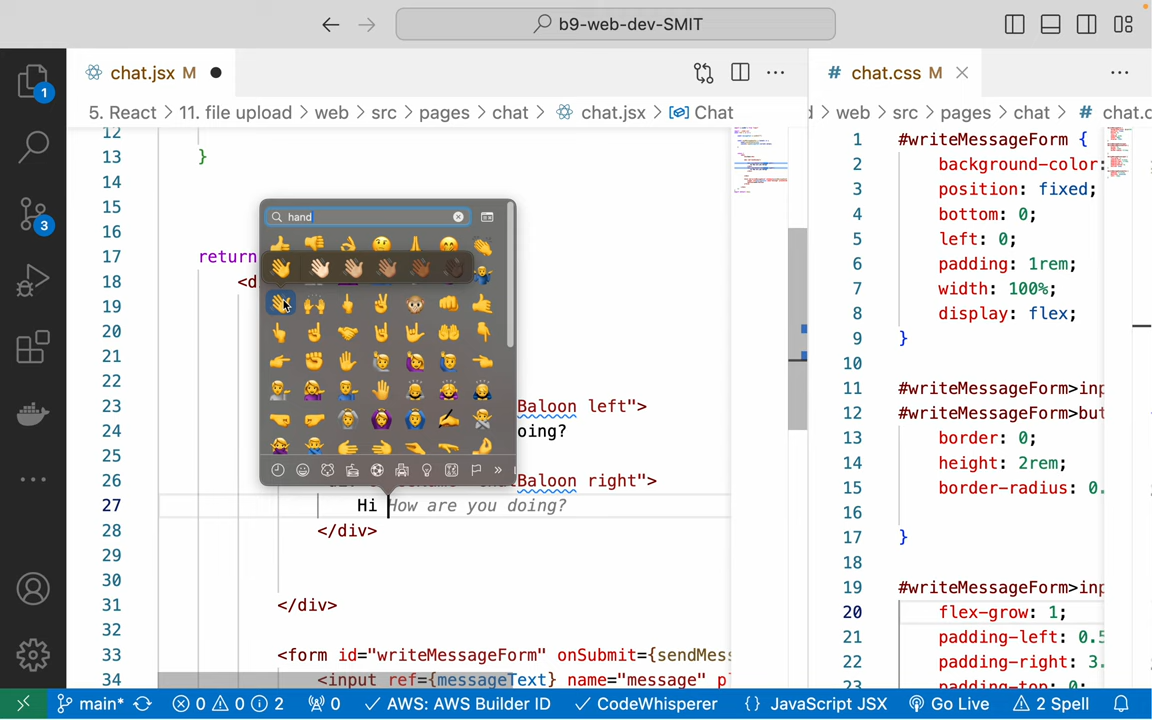 b9-web-dev-SMIT
chat.jsx M
# chat.css M
5. React > 11. file upload > web > src > pages > chat > chat.jsx > Chat
web > src > pages > chat > #
12
13 }
14
15
16
17 return
18 <d
19
20
21
22
23 Baloon left">
24 oing?
25
26 Baloon right">
27 Hi How are you doing?
28 </div>
29
30
31 </div>
32
33 <form id="writeMessageForm" onSubmit={sendMess
34 <input ref={messageText} name="message" pl
hand
1 #writeMessageForm {
2 background-color:
3 position: fixed;
4 bottom: 0;
5 left: 0;
6 padding: 1rem;
7 width: 100%;
8 display: flex;
9 }
10
11 #writeMessageForm>inp
12 #writeMessageForm>but
13 border: 0;
14 height: 2rem;
15 border-radius: 0.
16
17 }
18
19 #writeMessageForm>inp
20 flex-grow: 1;
21 padding-left: 0.5
22 padding-right: 3.
23 padding-top: 0;
1
3
main* 0 0 2 0 AWS: AWS Builder ID CodeWhisperer {} JavaScript JSX Go Live 2 Spell